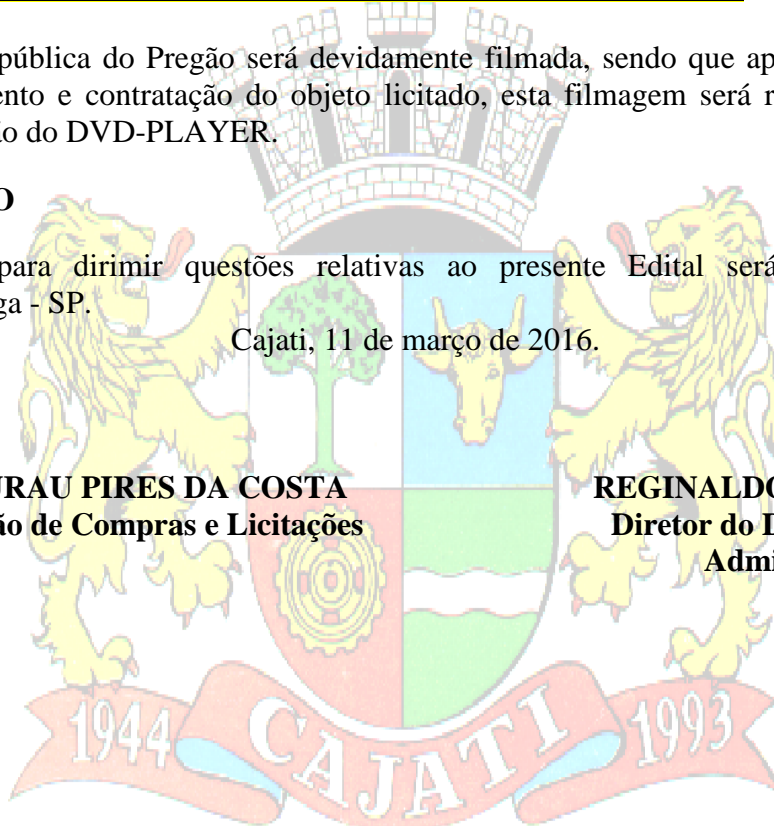 pública do Pregão será devidamente filmada, sendo que ap
ento e contratação do objeto licitado, esta filmagem será r
ão do DVD-PLAYER.
O
para dirimir questões relativas ao presente Edital será
ga - SP.
Cajati, 11 de março de 2016.
URAU PIRES DA COSTA REGINALDO
ão de Compras e Licitações Diretor do D
Admi
1944 CAJATI 1993